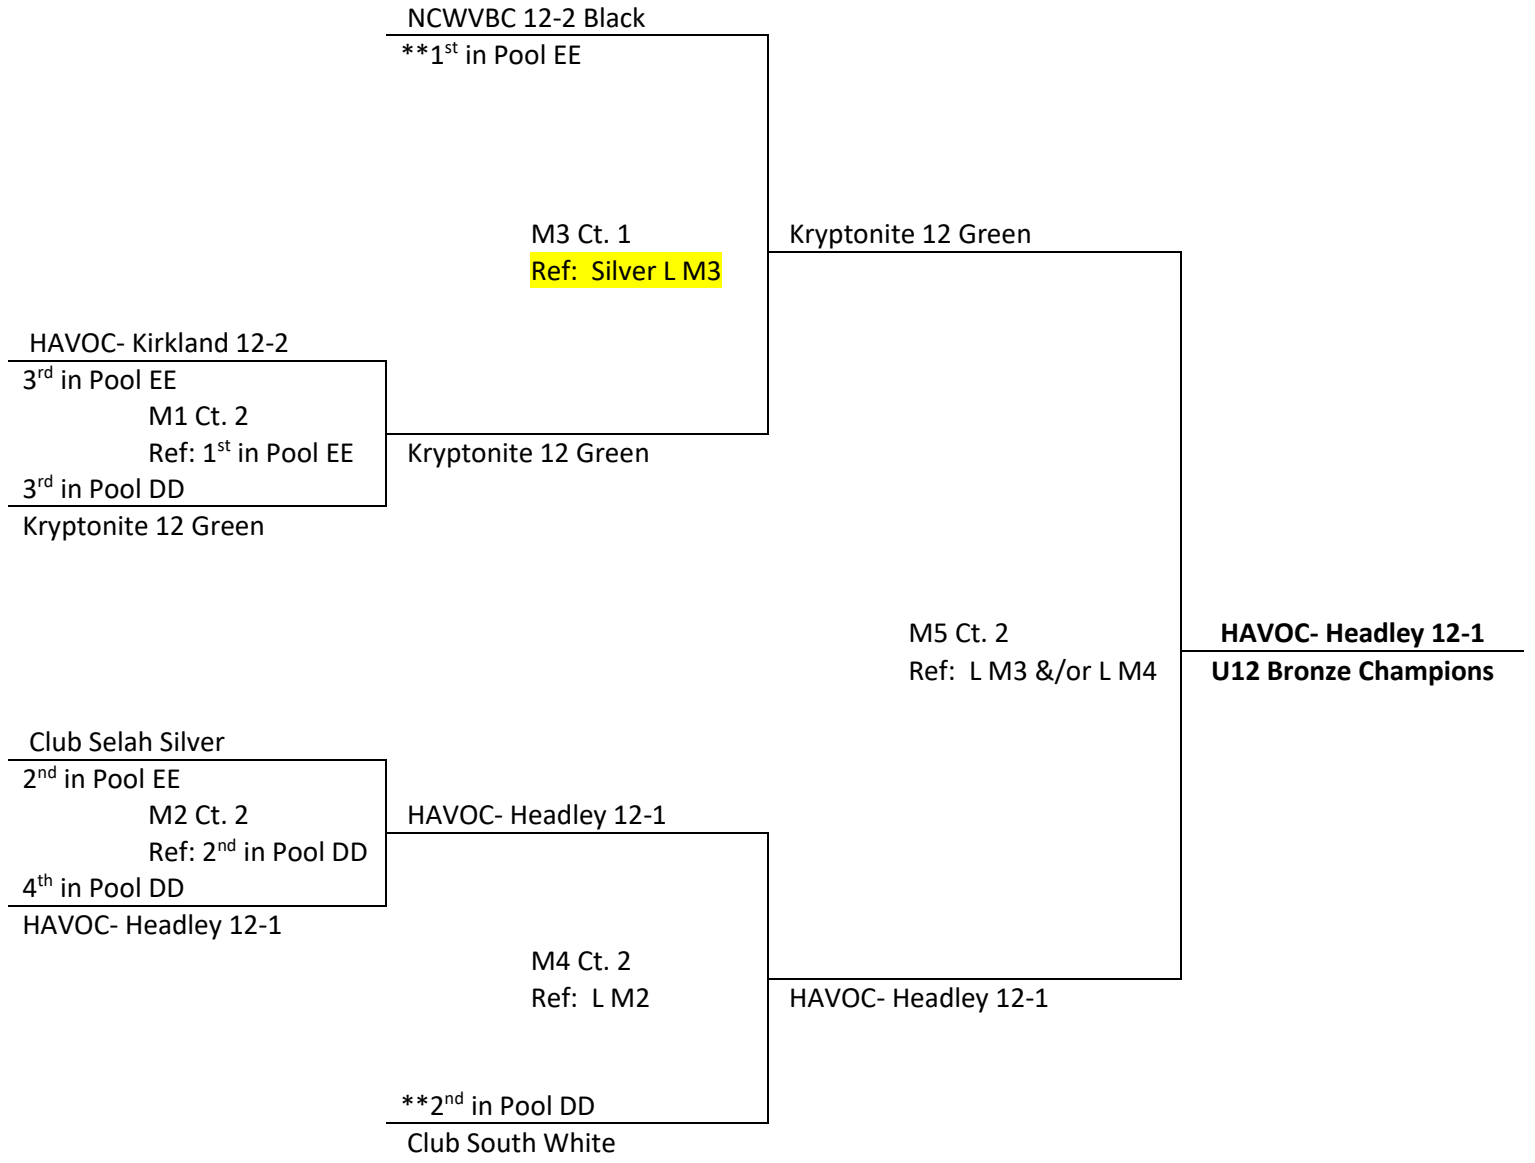 NCWVBC 12-2 Black
**1st in Pool EE
M3 Ct. 1
Ref:  Silver L M3
Kryptonite 12 Green
HAVOC- Kirkland 12-2
3rd in Pool EE
M1 Ct. 2
Ref: 1st in Pool EE
3rd in Pool DD
Kryptonite 12 Green
Kryptonite 12 Green
M5 Ct. 2
Ref:  L M3 &/or L M4
HAVOC- Headley 12-1
U12 Bronze Champions
Club Selah Silver
2nd in Pool EE
M2 Ct. 2
Ref: 2nd in Pool DD
4th in Pool DD
HAVOC- Headley 12-1
HAVOC- Headley 12-1
M4 Ct. 2
Ref:  L M2
HAVOC- Headley 12-1
**2nd in Pool DD
Club South White